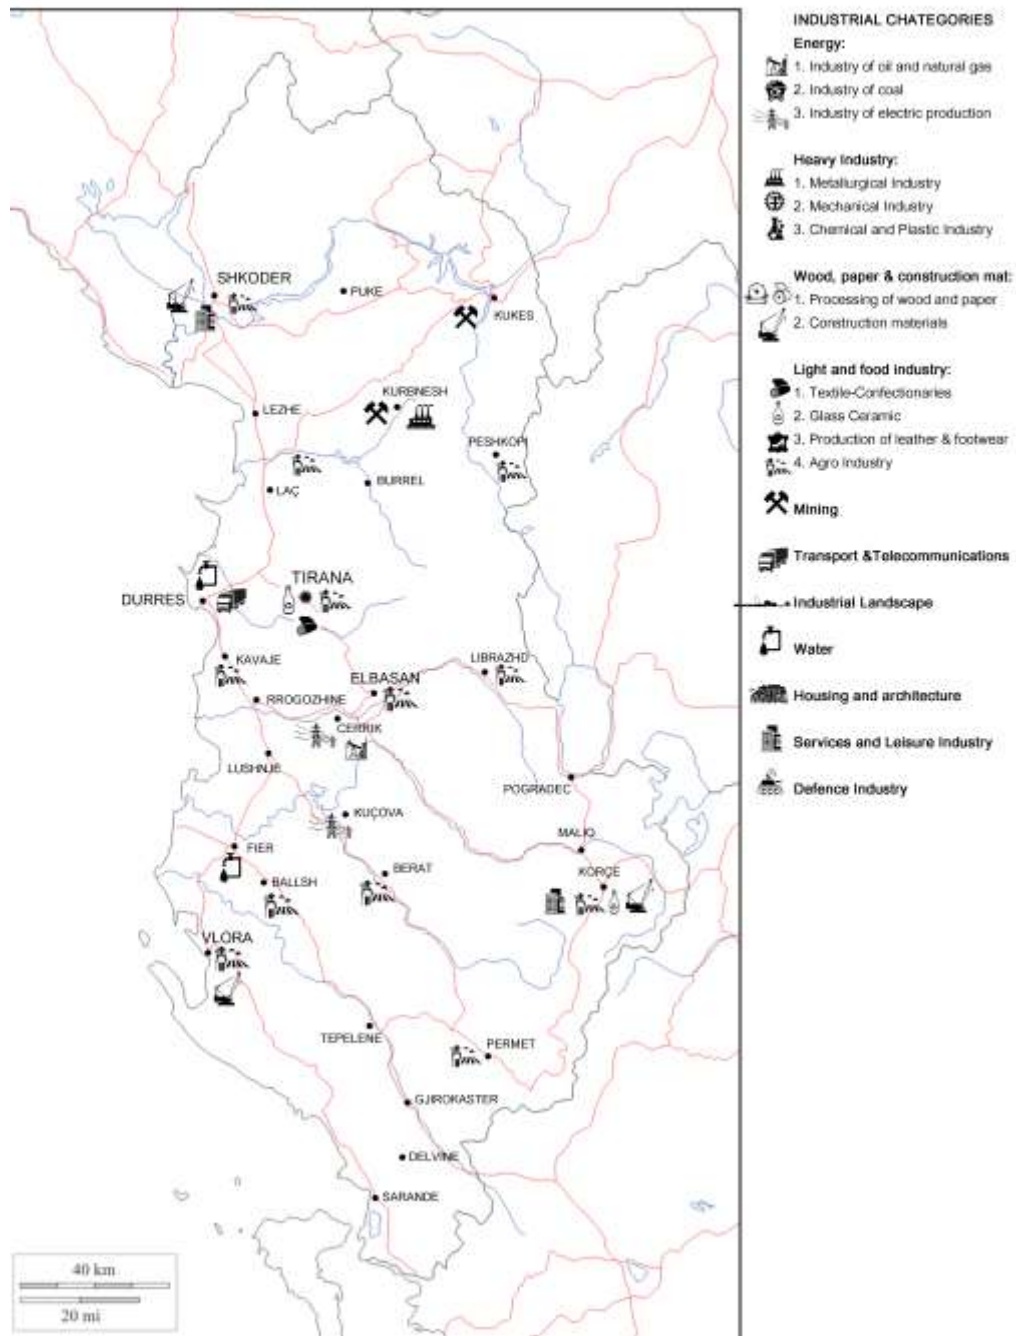 SHKODER
PUKE
KUKES
KURBNESH
LEZHE
PESHKOPI
BURREL
LAÇ
TIRANA
DURRES
KAVAJE
LIBRAZHD
ELBASAN
RROGOZHINE
CERRIK
LUSHNJE
POGRADEC
KUÇOVA
MALIQ
FIER
BERAT
KORÇE
BALLSH
VLORA
TEPELENE
PERMET
GJIROKASTER
DELVINE
SARANDE
40 km
20 mi
INDUSTRIAL CHATEGORIES
Energy:
1. Industry of oil and natural gas
2. Industry of coal
3. Industry of electric production
Heavy Industry:
1. Metallurgical Industry
2. Mechanical Industry
3. Chemical and Plastic Industry
Wood, paper & construction mat:
1. Processing of wood and paper
2. Construction materials
Light and food industry:
1. Textile-Confectionaries
2. Glass Ceramic
3. Production of leather & footwear
4. Agro Industry
Mining
Transport &Telecommunications
Industrial Landscape
Water
Housing and architecture
Services and Leisure Industry
Defence Industry